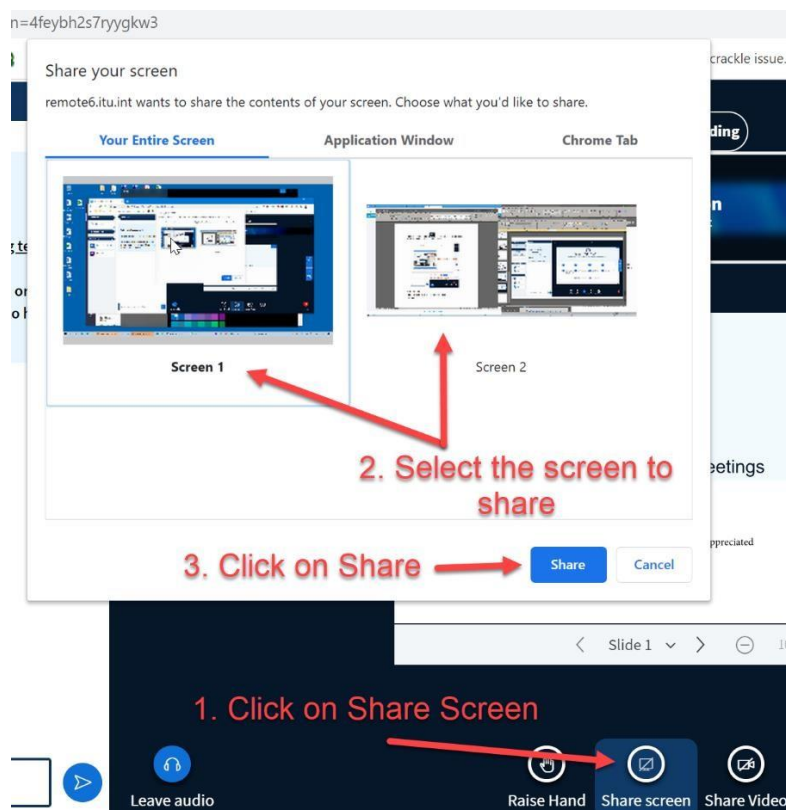 n=4feybh2s7ryygkw3
crackle issue.
Share your screen
remote6.itu.int wants to share the contents of your screen. Choose what you'd like to share.
Your Entire Screen
Application Window
Chrome Tab
Screen 1
Screen 2
2. Select the screen to
share
3. Click on Share
Share
Cancel
Slide 1
1. Click on Share Screen
Leave audio
Raise Hand
Share screen
Share Video